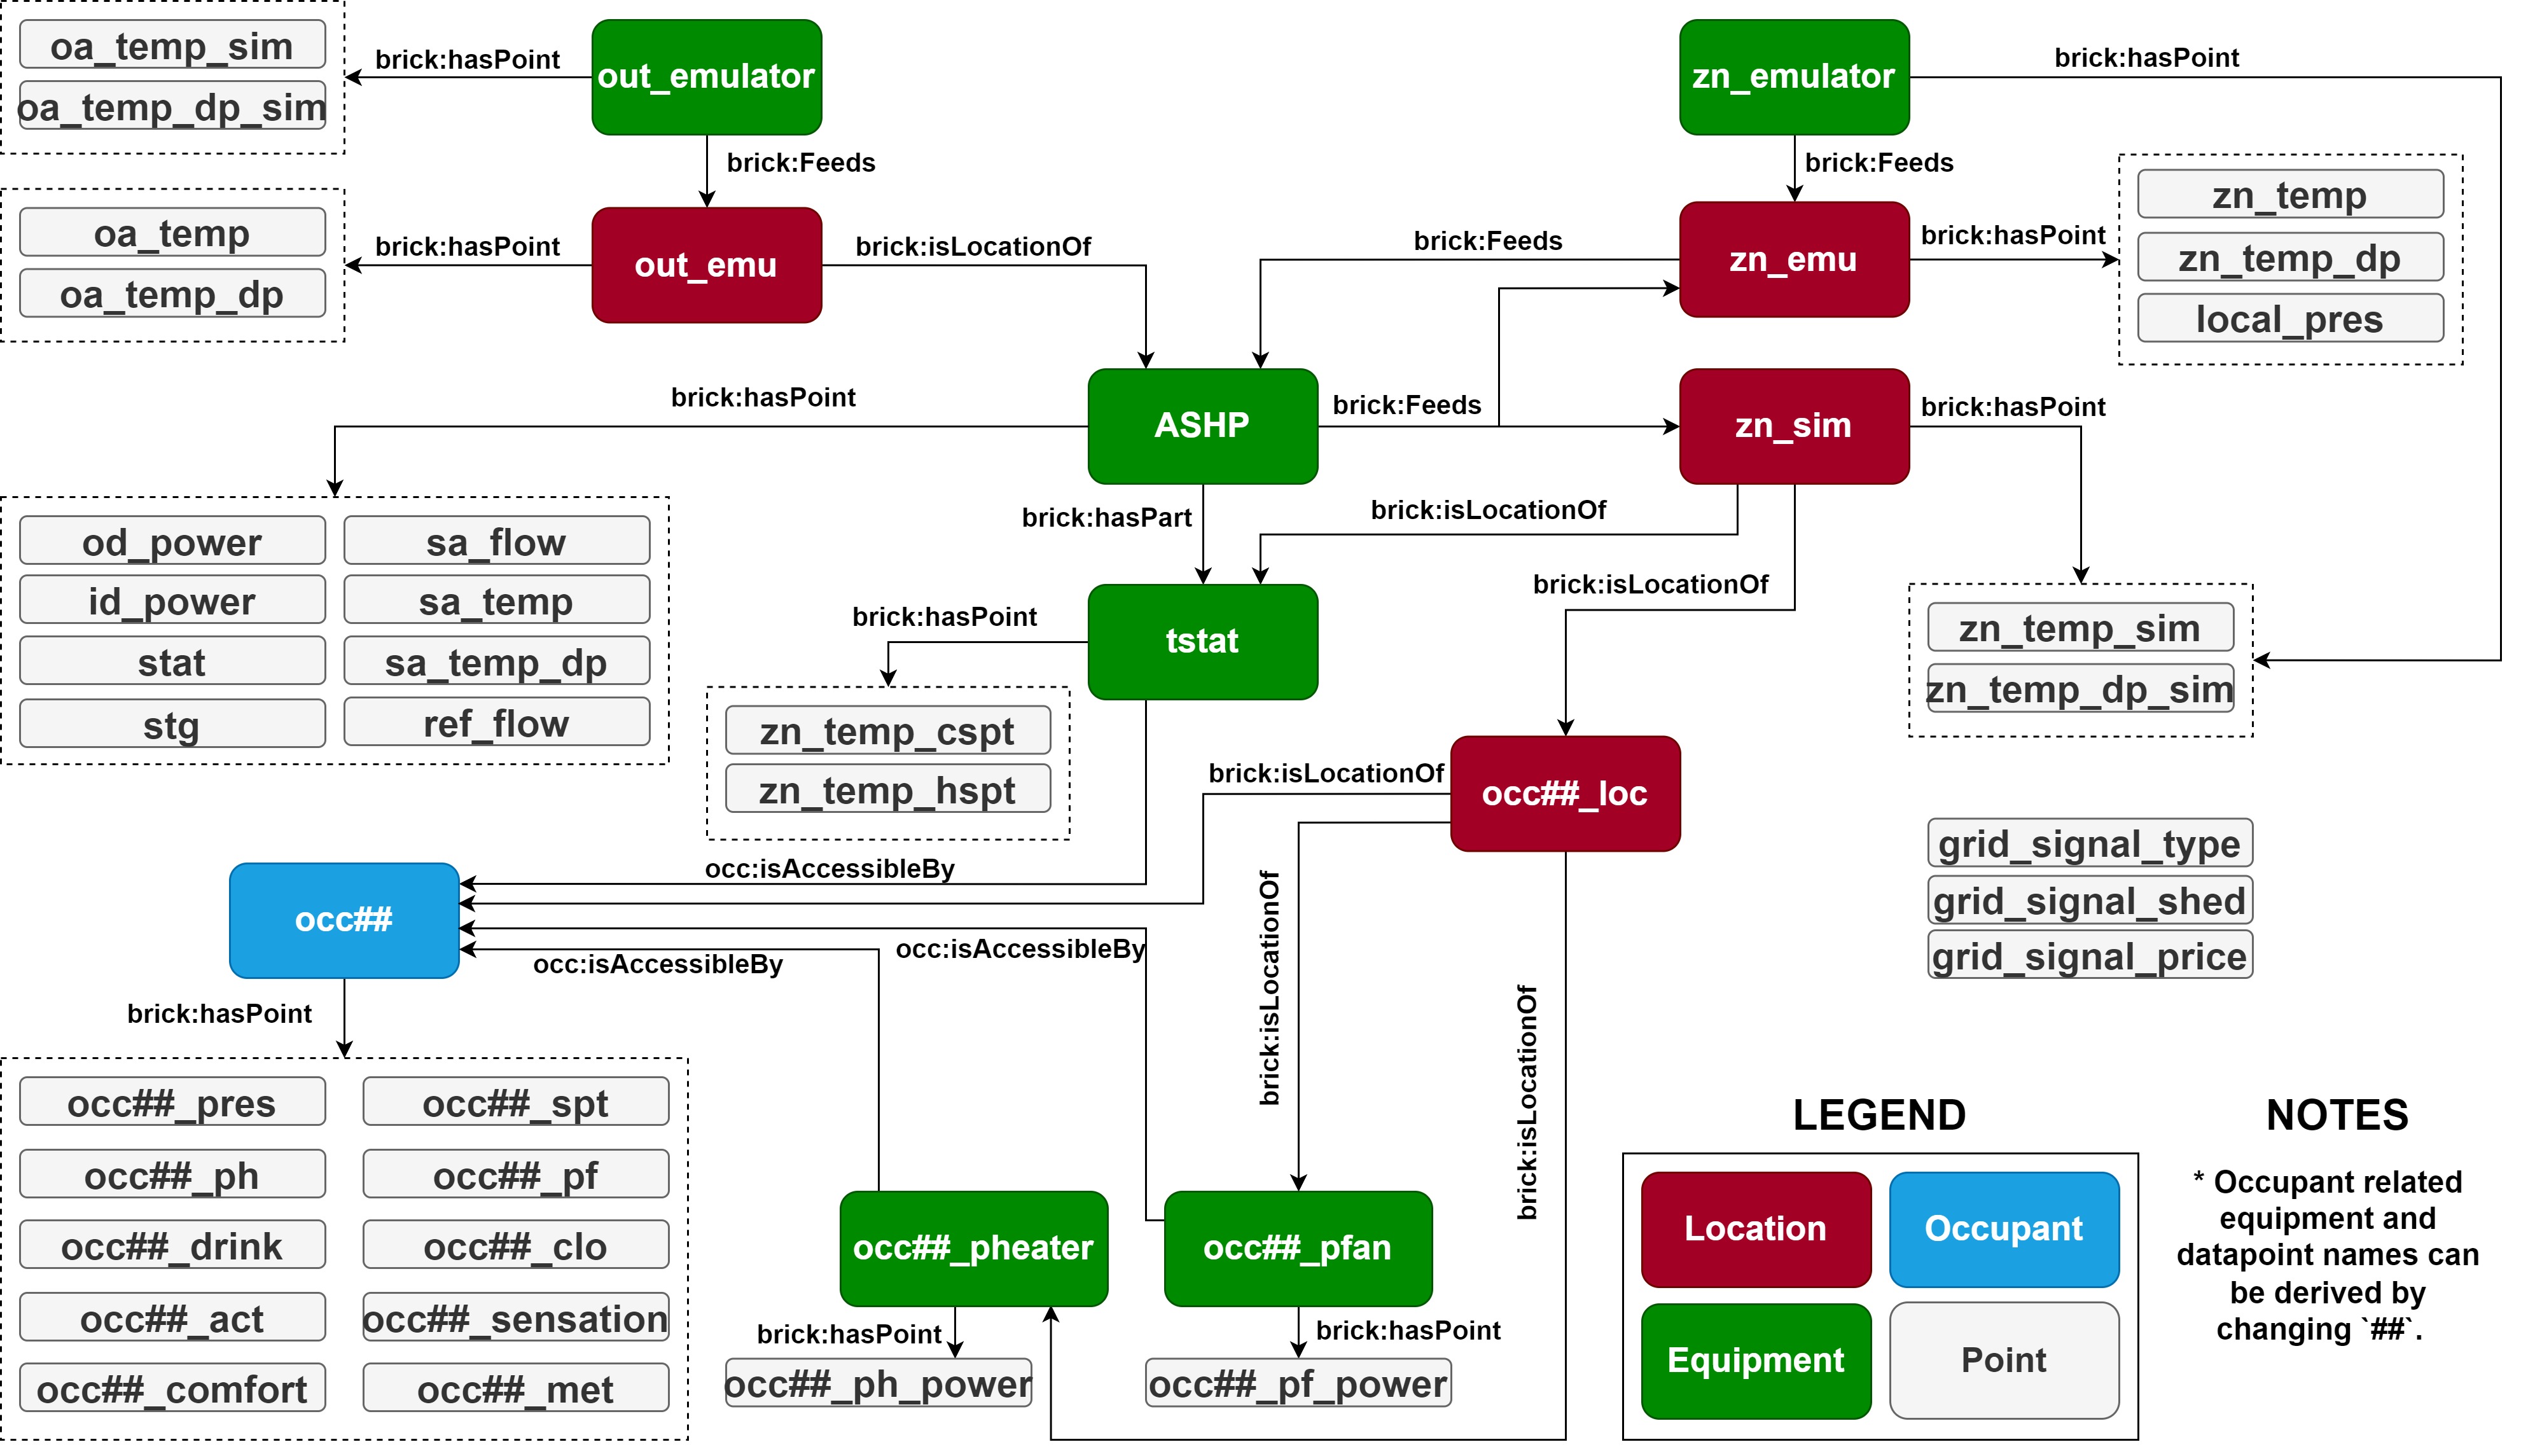 oa_temp_sim
oa_temp_dp_sim
brick:hasPoint
out_emulator
brick:Feeds
zn_emulator
brick:hasPoint
brick:Feeds
oa_temp
oa_temp_dp
brick:hasPoint
out_emu
brick:isLocationOf
brick:Feeds
zn_emu
brick:hasPoint
zn_temp
zn_temp_dp
local_pres
brick:hasPoint
ASHP
brick:Feeds
zn_sim
brick:hasPoint
od_power
sa_flow
id_power
sa_temp
stat
sa_temp_dp
stg
ref_flow
brick:hasPart
brick:isLocationOf
brick:isLocationOf
brick:hasPoint
tstat
zn_temp_sim
zn_temp_dp_sim
zn_temp_cspt
zn_temp_hspt
brick:isLocationOf
occ##_loc
grid_signal_type
grid_signal_shed
grid_signal_price
occ:isAccessibleBy
occ##
occ:isAccessibleBy
occ:isAccessibleBy
brick:isLocationOf
brick:isLocationOf
brick:hasPoint
occ##_pres
occ##_spt
occ##_ph
occ##_pf
occ##_drink
occ##_clo
occ##_act
occ##_sensation
occ##_comfort
occ##_met
occ##_pheater
occ##_pfan
brick:hasPoint
brick:hasPoint
occ##_ph_power
occ##_pf_power
LEGEND
Location
Occupant
Equipment
Point
NOTES
* Occupant related
equipment and
datapoint names can
be derived by
changing `##`.